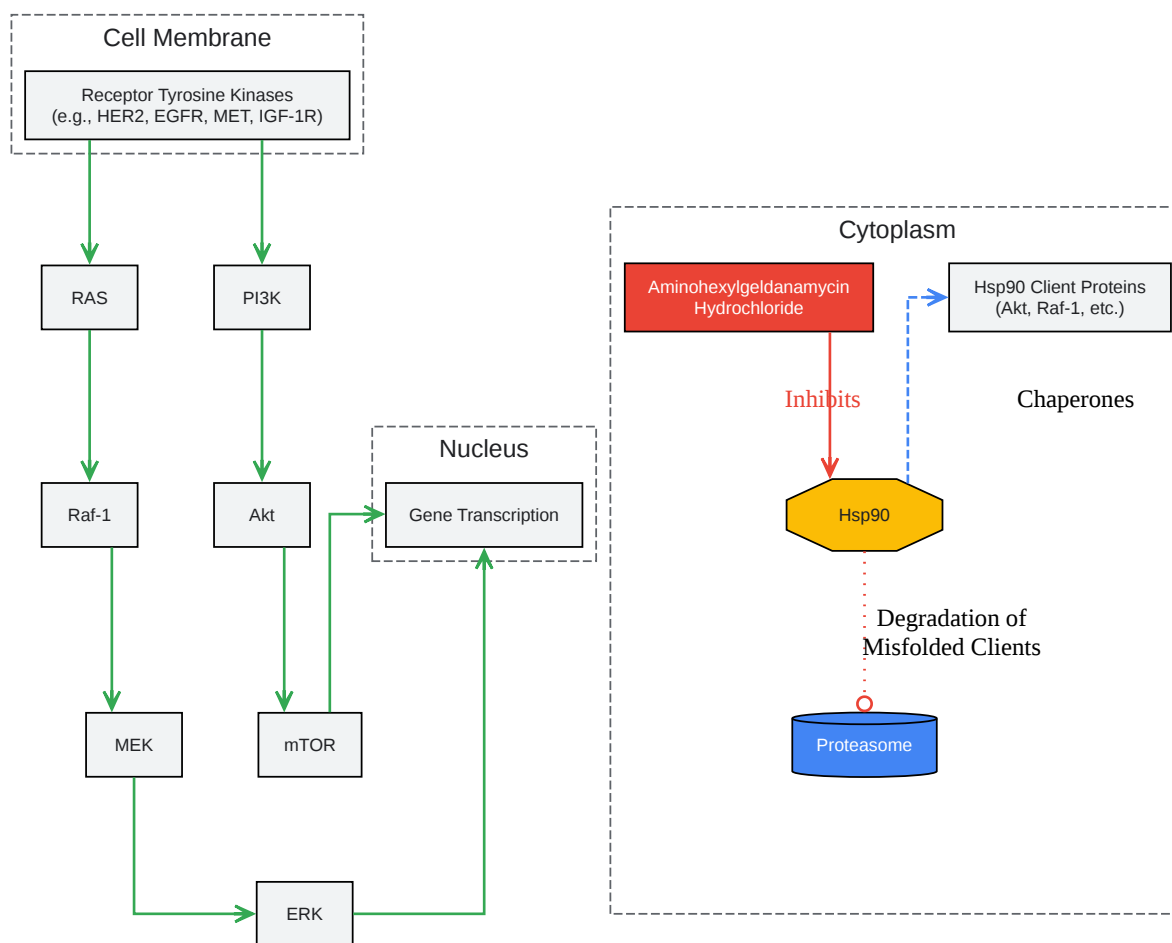 Cell Membrane
Receptor Tyrosine Kinases
(e.g., HER2, EGFR, MET, IGF-1R)
RAS
PI3K
Raf-1
Akt
Nucleus
Gene Transcription
MEK
mTOR
ERK
Cytoplasm
Aminohexylgeldanamycin
Hydrochloride
Hsp90 Client Proteins
(Akt, Raf-1, etc.)
Inhibits
Chaperones
Hsp90
Degradation of
Misfolded Clients
Proteasome